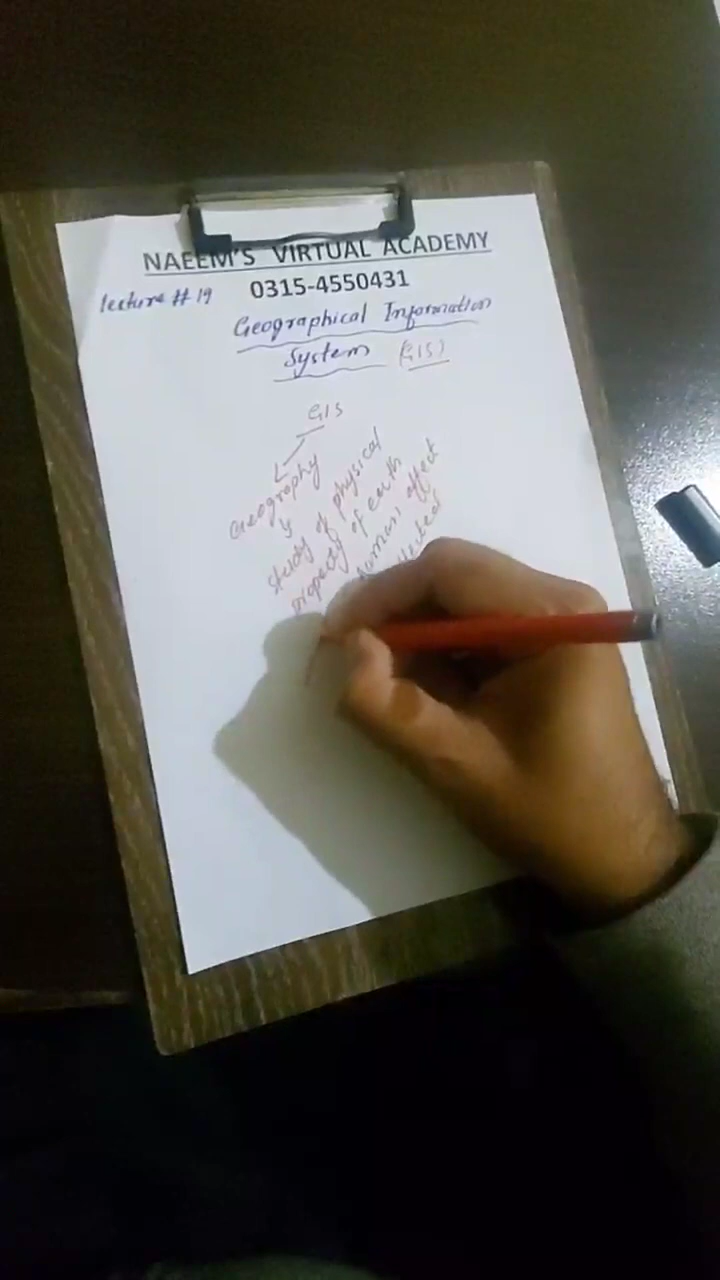 NAEEM'S VIRTUAL ACADEMY
0315-4550431
lecture # 19
Geographical Information
System (GIS)
GIS
Geography
study of physical
property of earth
human, affect